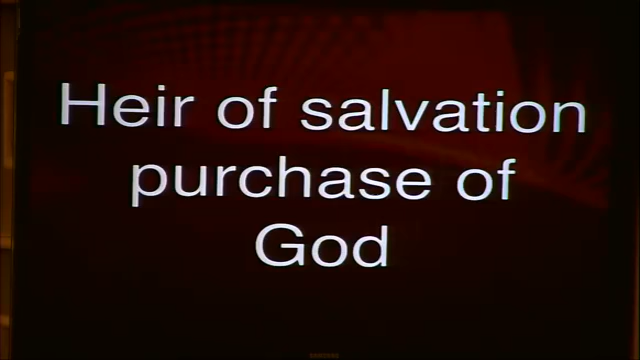 Heir of salvation
purchase of
God